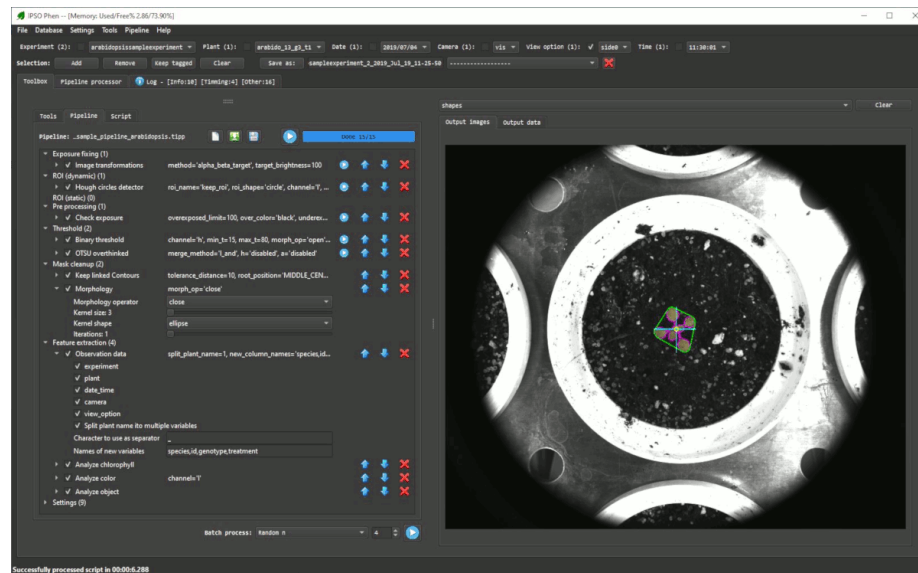 IPSO Phen -- [Memory: Used/Free% 2.86/73.90%]
File Database Settings Tools Pipeline Help
Experiment (2): arabidopsissampleexperiment Plant (1): arabido_13_g3_t1 Date (1): 2019/07/04 Camera (1): vis View option (1): side0 Time (1): 11:30:01
Selection: Add Remove Keep tagged Clear Save as: -sampleexperiment_2_2019_Jul_19_11-25-50 ------------------
Toolbox Pipeline processor Log - [Info:10] [Timming:4] [Other:16]
shapes Clear
Tools Pipeline Script
Output images Output data
Pipeline: _sample_pipeline_arabidopsis.tipp DONE 13/13
Exposure fixing (1)
Image transformations method='alpha_beta_target', target_brightness=100
ROI (dynamic) (1)
Hough circles detector roi_name='keep_roi', roi_shape='circle', channel='l', ...
ROI (static) (0)
Pre processing (1)
Check exposure overexposed_limit=100, over_color='black', underex...
Threshold (2)
Binary threshold channel='h', min_t=15, max_t=80, morph_op='open'...
OTSU overthinked merge_method='l_and', h='disabled', a='disabled'
Mask cleanup (2)
Keep linked Contours tolerance_distance=10, root_position='MIDDLE_CEN...
Morphology morph_op='close'
Morphology operator close
Kernel size: 3
Kernel shape ellipse
Iterations: 1
Feature extraction (4)
Observation data split_plant_name=1, new_column_names='species,id...
experiment
plant
date_time
camera
view_option
Split plant name ito multiple variables
Character to use as separator _
Names of new variables species,id,genotype,treatment
Analyze chlorophyll
Analyze color channel='l'
Analyze object
Settings (9)
Batch process: Random n 4
Successfully processed script in 00:00:6.288